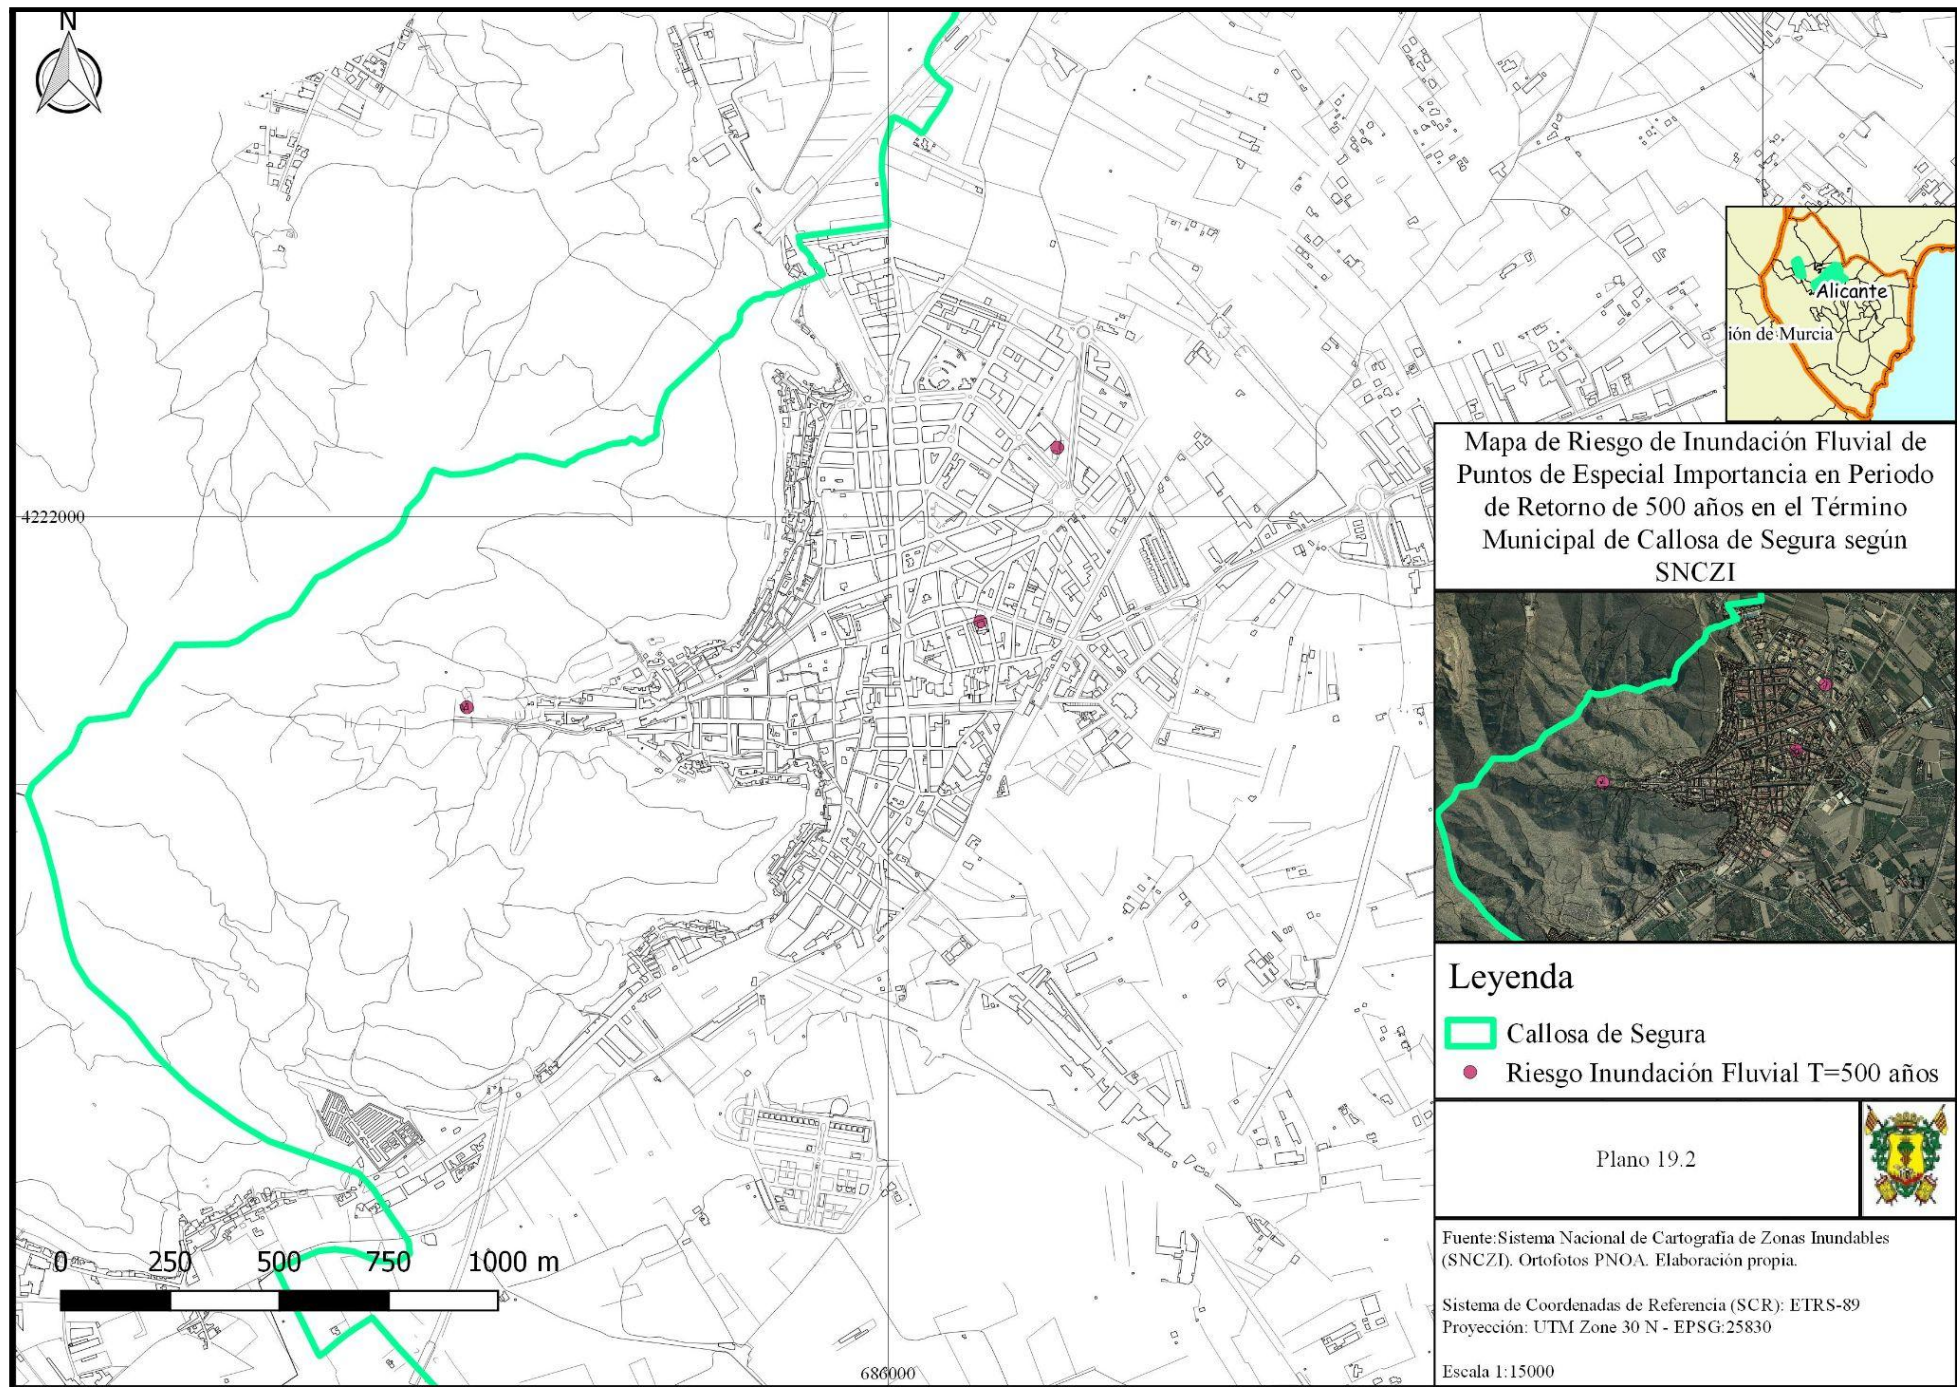 N
4222000
686000
0 250 500 750 1000 m
Alicante
ión de Murcia
Mapa de Riesgo de Inundación Fluvial de
Puntos de Especial Importancia en Periodo
de Retorno de 500 años en el Término
Municipal de Callosa de Segura según
SNCZI
Leyenda
Callosa de Segura
Riesgo Inundación Fluvial T=500 años
Plano 19.2
Fuente:Sistema Nacional de Cartografía de Zonas Inundables
(SNCZI). Ortofotos PNOA. Elaboración propia.
Sistema de Coordenadas de Referencia (SCR): ETRS-89
Proyección: UTM Zone 30 N - EPSG:25830
Escala 1:15000